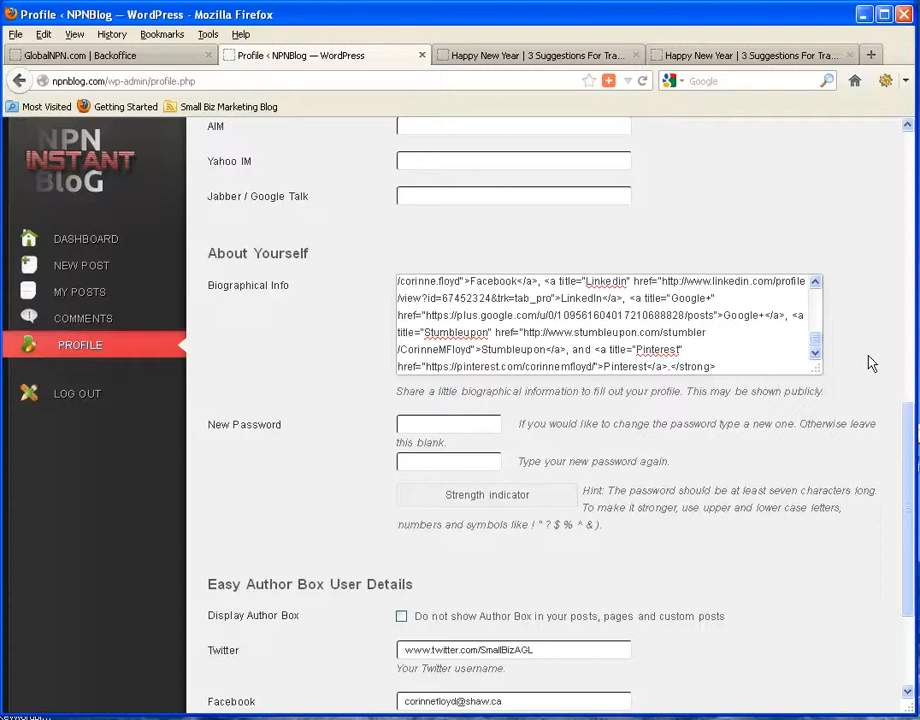 Profile ‹ NPNBlog — WordPress - Mozilla Firefox
File Edit View History Bookmarks Tools Help
GlobalNPN.com | Backoffice × Profile ‹ NPNBlog — WordPress × Happy New Year | 3 Suggestions For Tra... × Happy New Year | 3 Suggestions For Tra... × +
npnblog.com/wp-admin/profile.php Google
Most Visited Getting Started Small Biz Marketing Blog
NPN
INSTANT
BLoG
DASHBOARD
NEW POST
MY POSTS
COMMENTS
PROFILE
LOG OUT
AIM
Yahoo IM
Jabber / Google Talk
About Yourself
Biographical Info
/corinne.floyd">Facebook</a>, <a title="Linkedin" href="http://www.linkedin.com/profile
/view?id=67452324&trk=tab_pro">LinkedIn</a>, <a title="Google+"
href="https://plus.google.com/u/0/109561604017210688828/posts">Google+</a>, <a
title="Stumbleupon" href="http://www.stumbleupon.com/stumbler
/CorinneMFloyd">Stumbleupon</a>, and <a title="Pinterest"
href="https://pinterest.com/corinnemfloyd/">Pinterest</a>.</strong>
Share a little biographical information to fill out your profile. This may be shown publicly.
New Password
If you would like to change the password type a new one. Otherwise leave
this blank.
Type your new password again.
Strength indicator
Hint: The password should be at least seven characters long.
To make it stronger, use upper and lower case letters,
numbers and symbols like ! " ? $ % ^ & ).
Easy Author Box User Details
Display Author Box
Do not show Author Box in your posts, pages and custom posts
Twitter
www.twitter.com/SmallBizAGL
Your Twitter username.
Facebook
corinnefloyd@shaw.ca